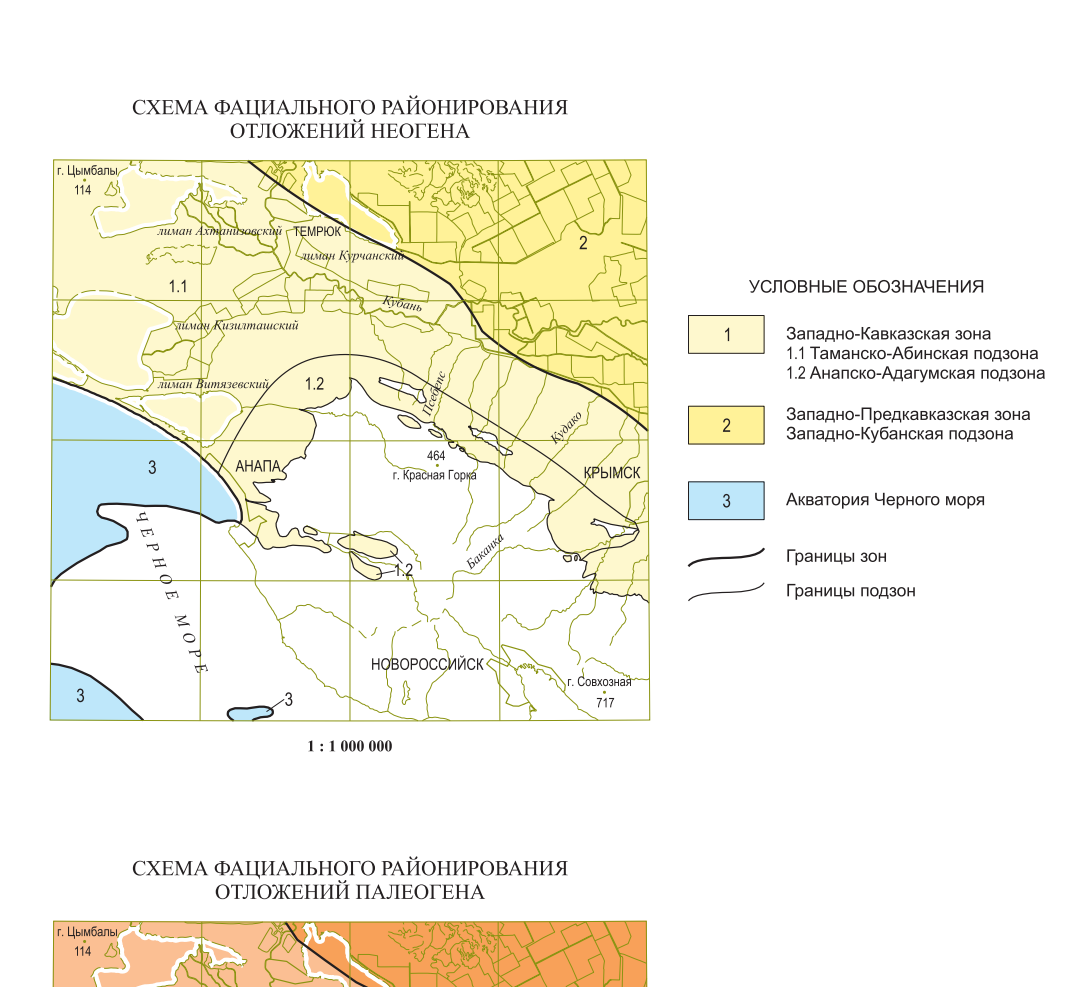 СХЕМА ФАЦИАЛЬНОГО РАЙОНИРОВАНИЯ
ОТЛОЖЕНИЙ НЕОГЕНА
г. Цымбалы
114
лиман Ахтанизовский
ТЕМРЮК
2
лиман Курчанский
1.1
Кубань
лиман Кизилташский
лиман Витязевский
1.2
Псебепс
Кудако
3
АНАПА
464
г. Красная Горка
КРЫМСК
ЧЕРНОЕ МОРЕ
Баканка
1.2
НОВОРОССИЙСК
г. Совхозная
717
3
3
1 : 1 000 000
УСЛОВНЫЕ ОБОЗНАЧЕНИЯ
1
Западно-Кавказская зона
1.1 Таманско-Абинская подзона
1.2 Анапско-Адагумская подзона
2
Западно-Предкавказская зона
Западно-Кубанская подзона
3
Акватория Черного моря
Границы зон
Границы подзон
СХЕМА ФАЦИАЛЬНОГО РАЙОНИРОВАНИЯ
ОТЛОЖЕНИЙ ПАЛЕОГЕНА
г. Цымбалы
114